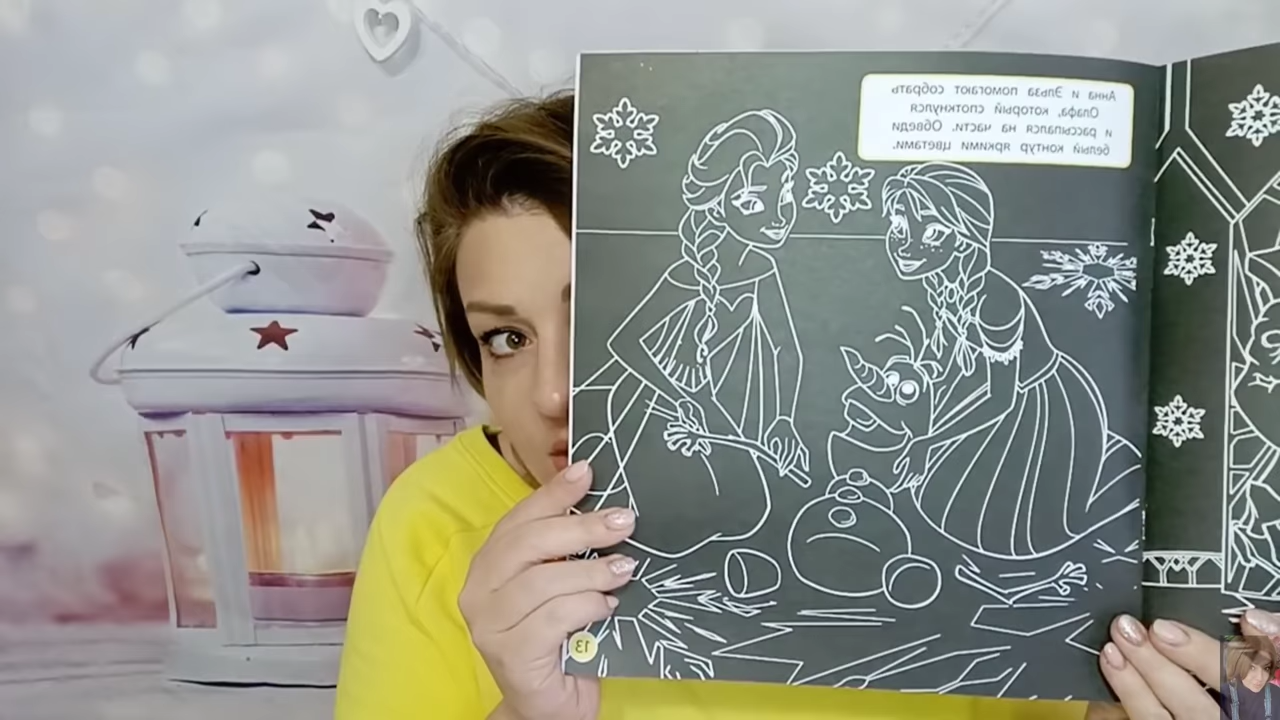 Анна и Эльза помогают собрать
Олафа, который, споткнулся
и рассыпался на части. Обведи
белый контур яркими цветами.
13